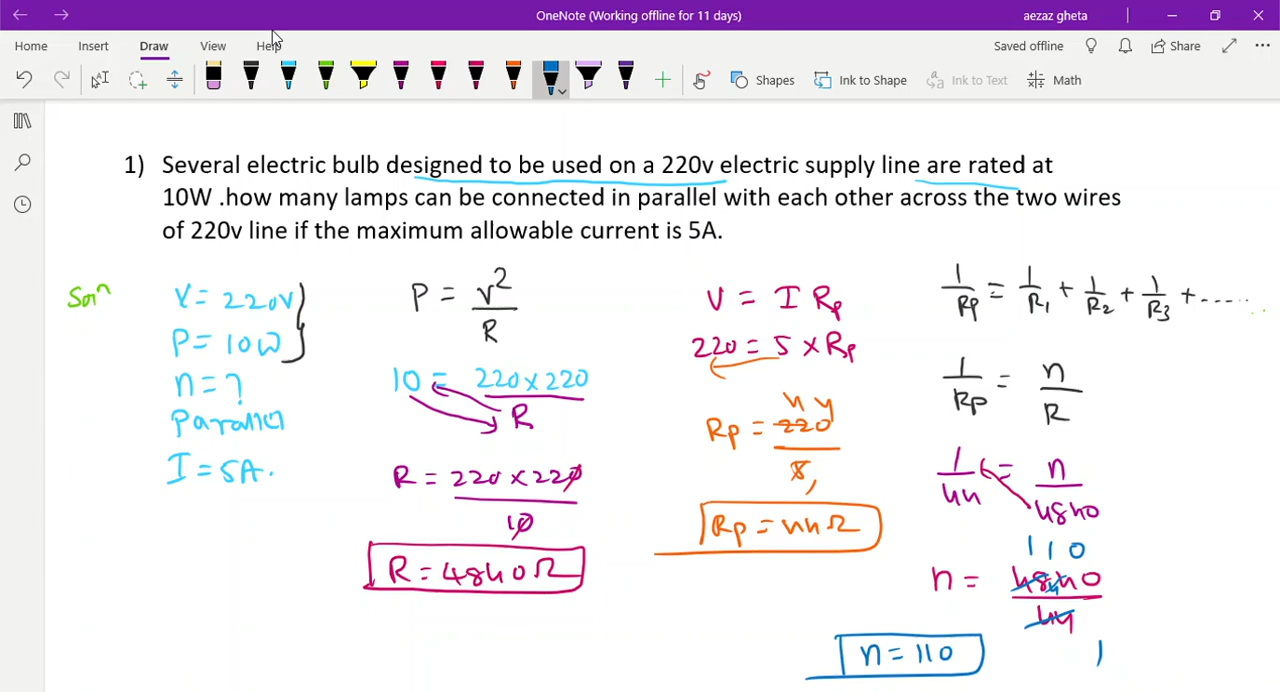 OneNote (Working offline for 11 days)
aezaz gheta
Home Insert Draw View Help
Saved offline Share
Shapes Ink to Shape Ink to Text Math
1) Several electric bulb designed to be used on a 220v electric supply line are rated at
10W .how many lamps can be connected in parallel with each other across the two wires
of 220v line if the maximum allowable current is 5A.
Soln
V = 220V
P = 10W
n = ?
Parallel
I = 5A.
P = v²/R
10 = 220 x 220/R
R = 220 x 220/10
R = 4840 Ω
V = I Rp
220 = 5 x Rp
Rp = 220/5
44
Rp = 44Ω
1/Rp = 1/R1 + 1/R2 + 1/R3 + ......
1/Rp = n/R
1/44 = n/4840
110
n = 4840/44
n = 110